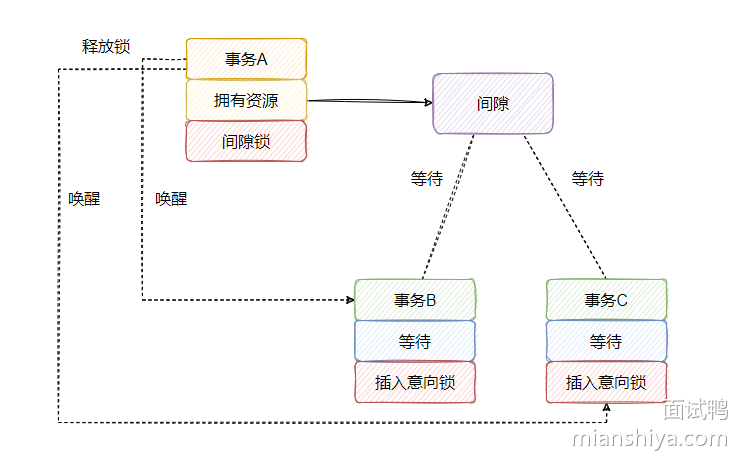 释放锁
事务A
拥有资源
间隙锁
间隙
唤醒
唤醒
等待
等待
事务B
等待
插入意向锁
事务C
等待
插入意向锁
面试鸭
mianshiya.com